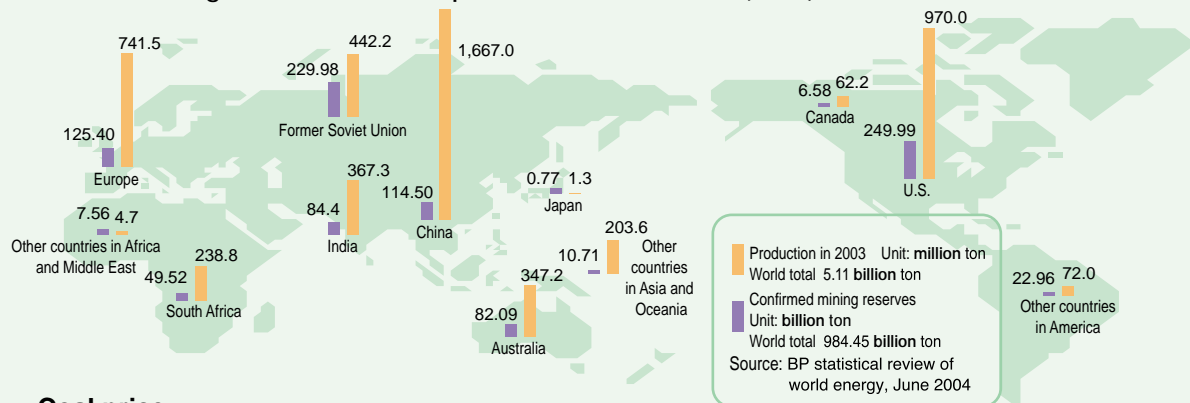 970.0
741.5
442.2
1,667.0
229.98
6.58 62.2
Canada
125.40
Former Soviet Union
249.99
Europe
367.3
0.77 1.3
Japan
U.S.
114.50
84.4
India
China
7.56 4.7
Other countries in Africa
and Middle East
238.8
49.52
South Africa
203.6
10.71
Other
countries
in Asia and
Oceania
347.2
82.09
Australia
Production in 2003 Unit: million ton
World total 5.11 billion ton
Confirmed mining reserves
Unit: billion ton
World total 984.45 billion ton
Source: BP statistical review of
world energy, June 2004
22.96 72.0
Other countries
in America